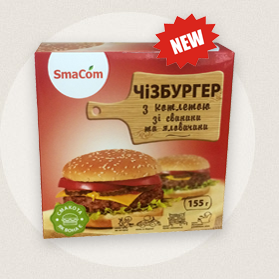 NEW
SmaCom
ЧІЗБУРГЕР
з котлетою
зі свинини
та яловичини
155 г